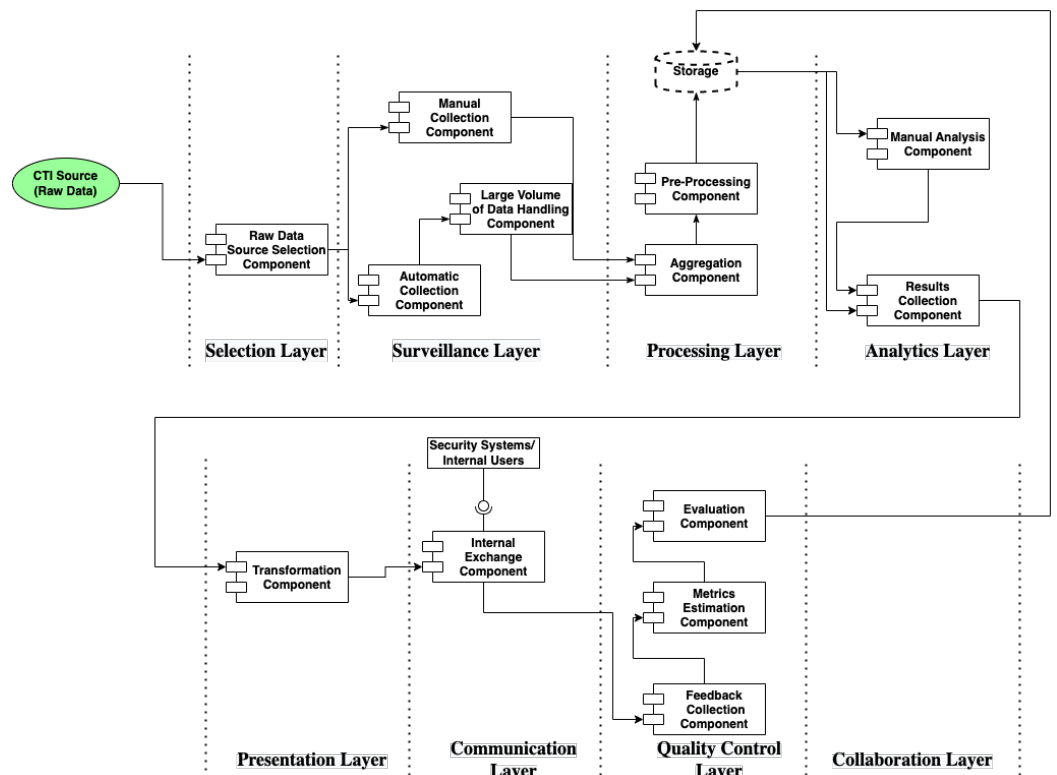 CTI Source
(Raw Data)
Raw Data
Source Selection
Component
Selection Layer
Manual
Collection
Component
Large Volume
of Data Handling
Component
Automatic
Collection
Component
Surveillance Layer
Storage
Pre-Processing
Component
Aggregation
Component
Processing Layer
Manual Analysis
Component
Results
Collection
Component
Analytics Layer
Transformation
Component
Presentation Layer
Security Systems/
Internal Users
Internal
Exchange
Component
Communication
Layer
Evaluation
Component
Metrics
Estimation
Component
Feedback
Collection
Component
Quality Control
Layer
Collaboration Layer